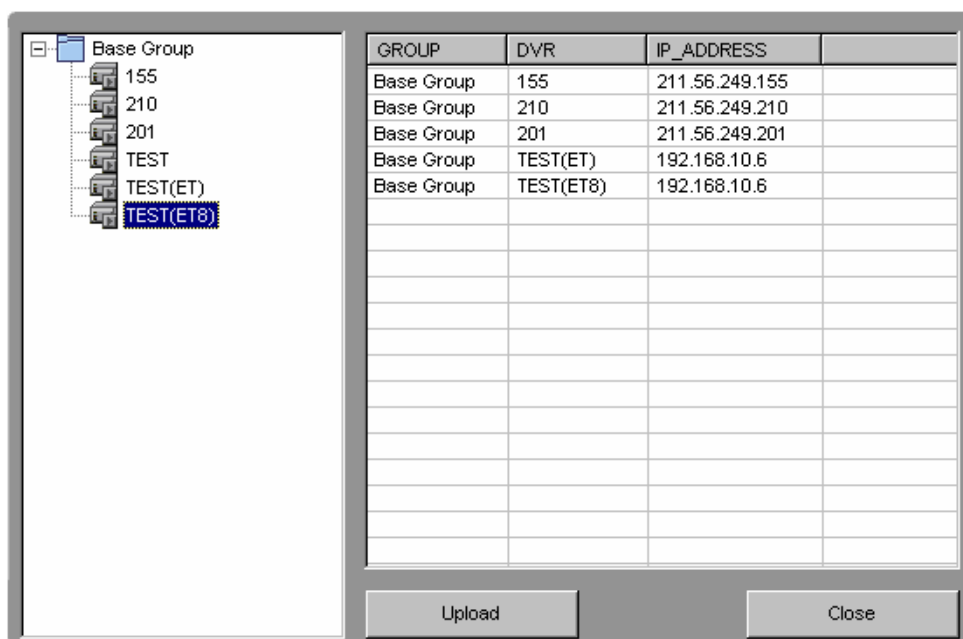 Base Group
155
210
201
TEST
TEST(ET)
TEST(ET8)
GROUP DVR IP_ADDRESS
Base Group 155 211.56.249.155
Base Group 210 211.56.249.210
Base Group 201 211.56.249.201
Base Group TEST(ET) 192.168.10.6
Base Group TEST(ET8) 192.168.10.6
Upload Close